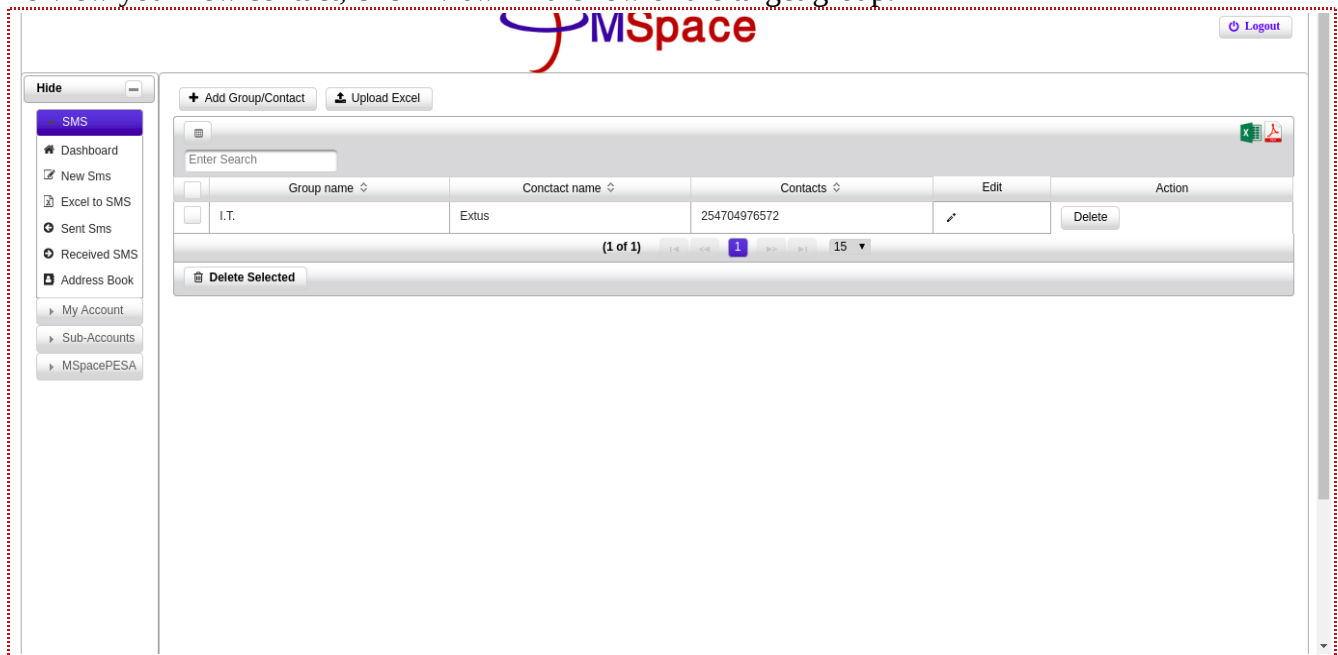 MSpace
Logout
Hide
Add Group/Contact
Upload Excel
SMS
Dashboard
Enter Search
New Sms
Group name
Conctact name
Contacts
Edit
Action
Excel to SMS
I.T.
Extus
254704976572
Delete
Sent Sms
Received SMS
(1 of 1)
1
15
Address Book
Delete Selected
My Account
Sub-Accounts
MSpacePESA